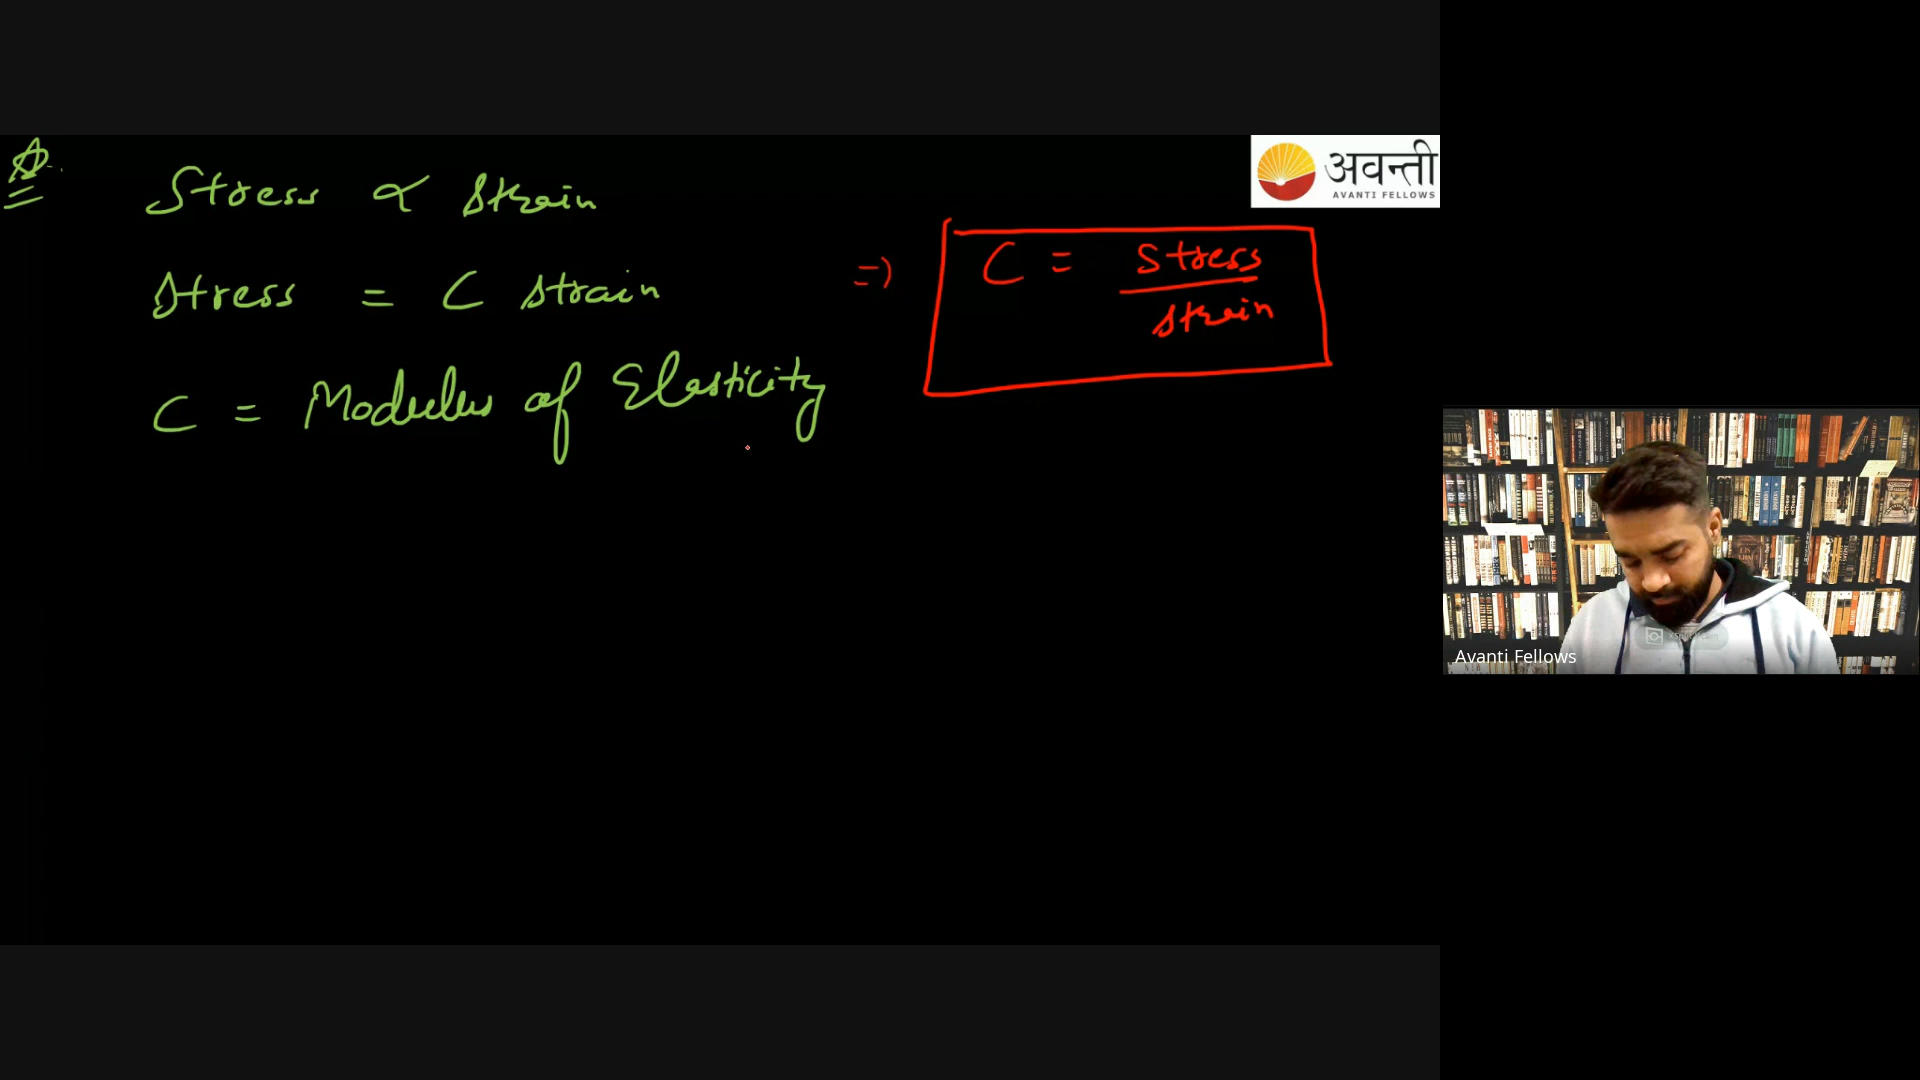 Stress ∝ Strain
Stress = C Strain
C = Modulus of Elasticity
=> C = Stress / Strain
अवन्ती
AVANTI FELLOWS
Avanti Fellows